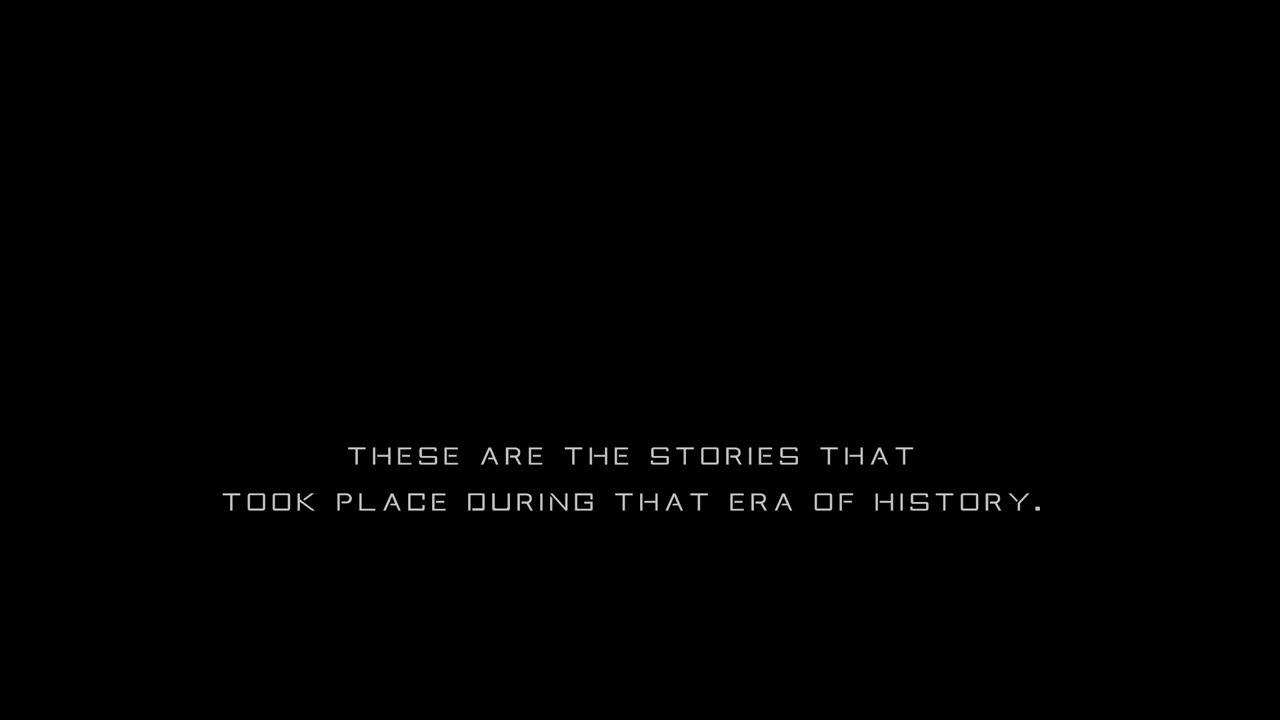 THESE ARE THE STORIES THAT
TOOK PLACE DURING THAT ERA OF HISTORY.